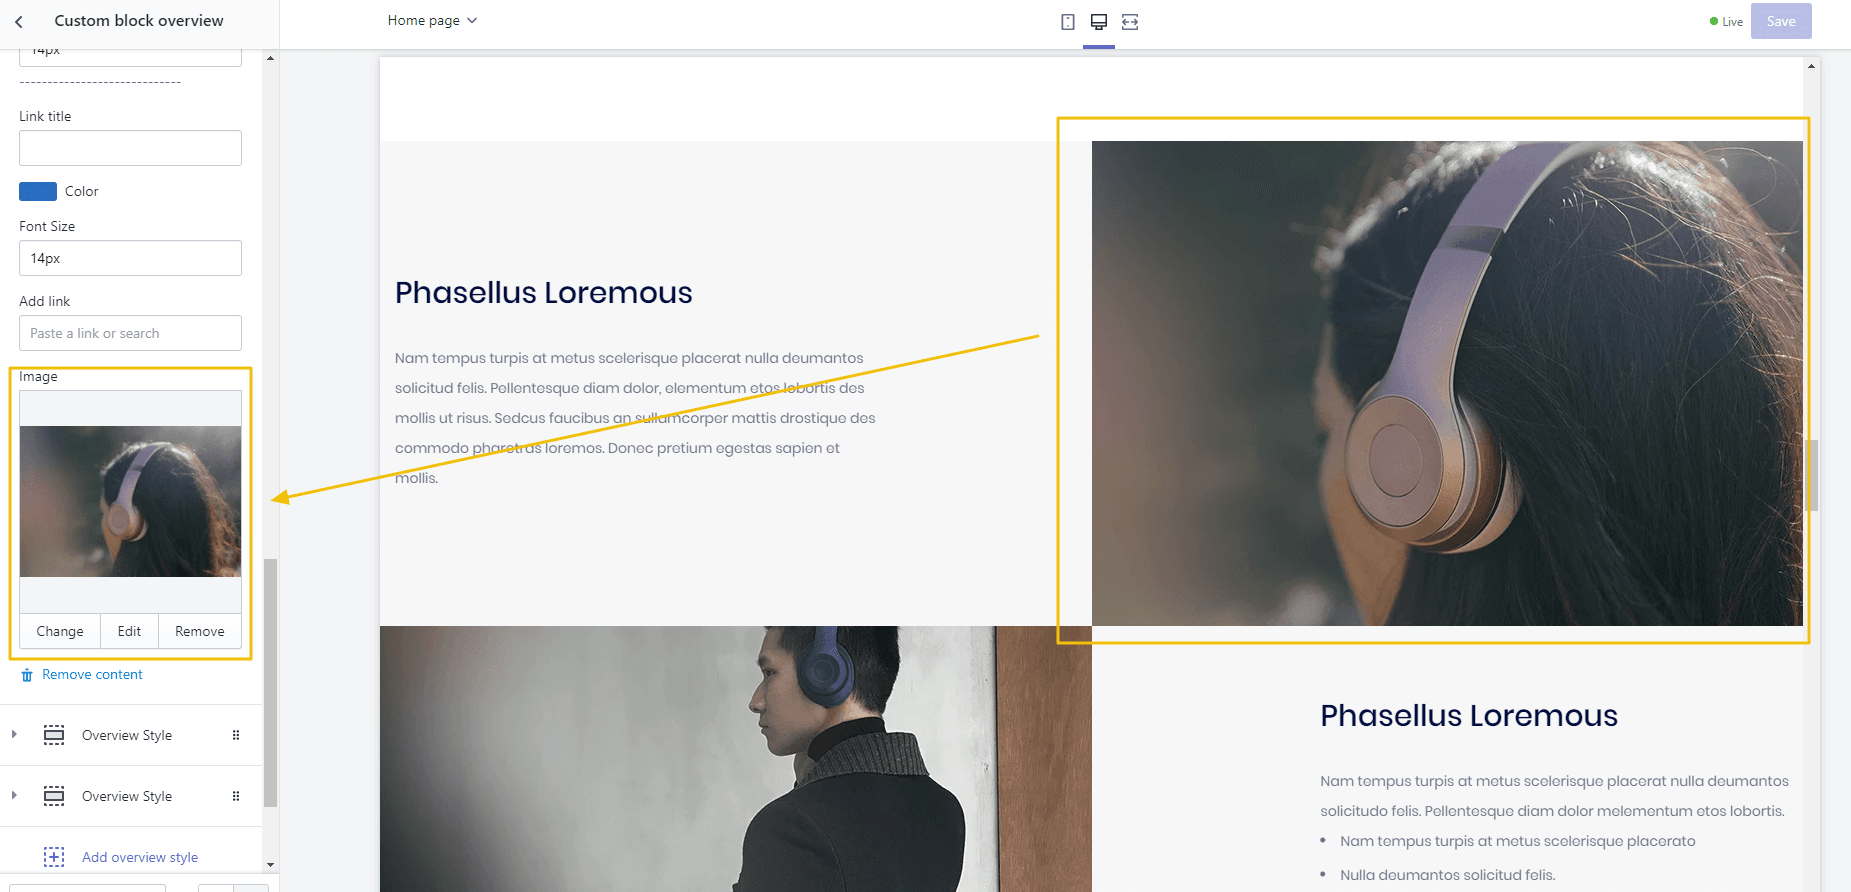 Custom block overview
Home page
Live
Save
14px
-----------------------------
Link title
Color
Font Size
14px
Add link
Paste a link or search
Image
Change
Edit
Remove
Remove content
Overview Style
Overview Style
Add overview style
Phasellus Loremous
Nam tempus turpis at metus scelerisque placerat nulla deumantos
solicitud felis. Pellentesque diam dolor, elementum etos lobortis des
mollis ut risus. Sedcus faucibus an sullamcorper mattis drostique des
commodo pharetras loremos. Donec pretium egestas sapien et
mollis.
Phasellus Loremous
Nam tempus turpis at metus scelerisque placerat nulla deumantos
solicitudo felis. Pellentesque diam dolor melementum etos lobortis.
• Nam tempus turpis at metus scelerisque placerato
• Nulla deumantos solicitud felis.